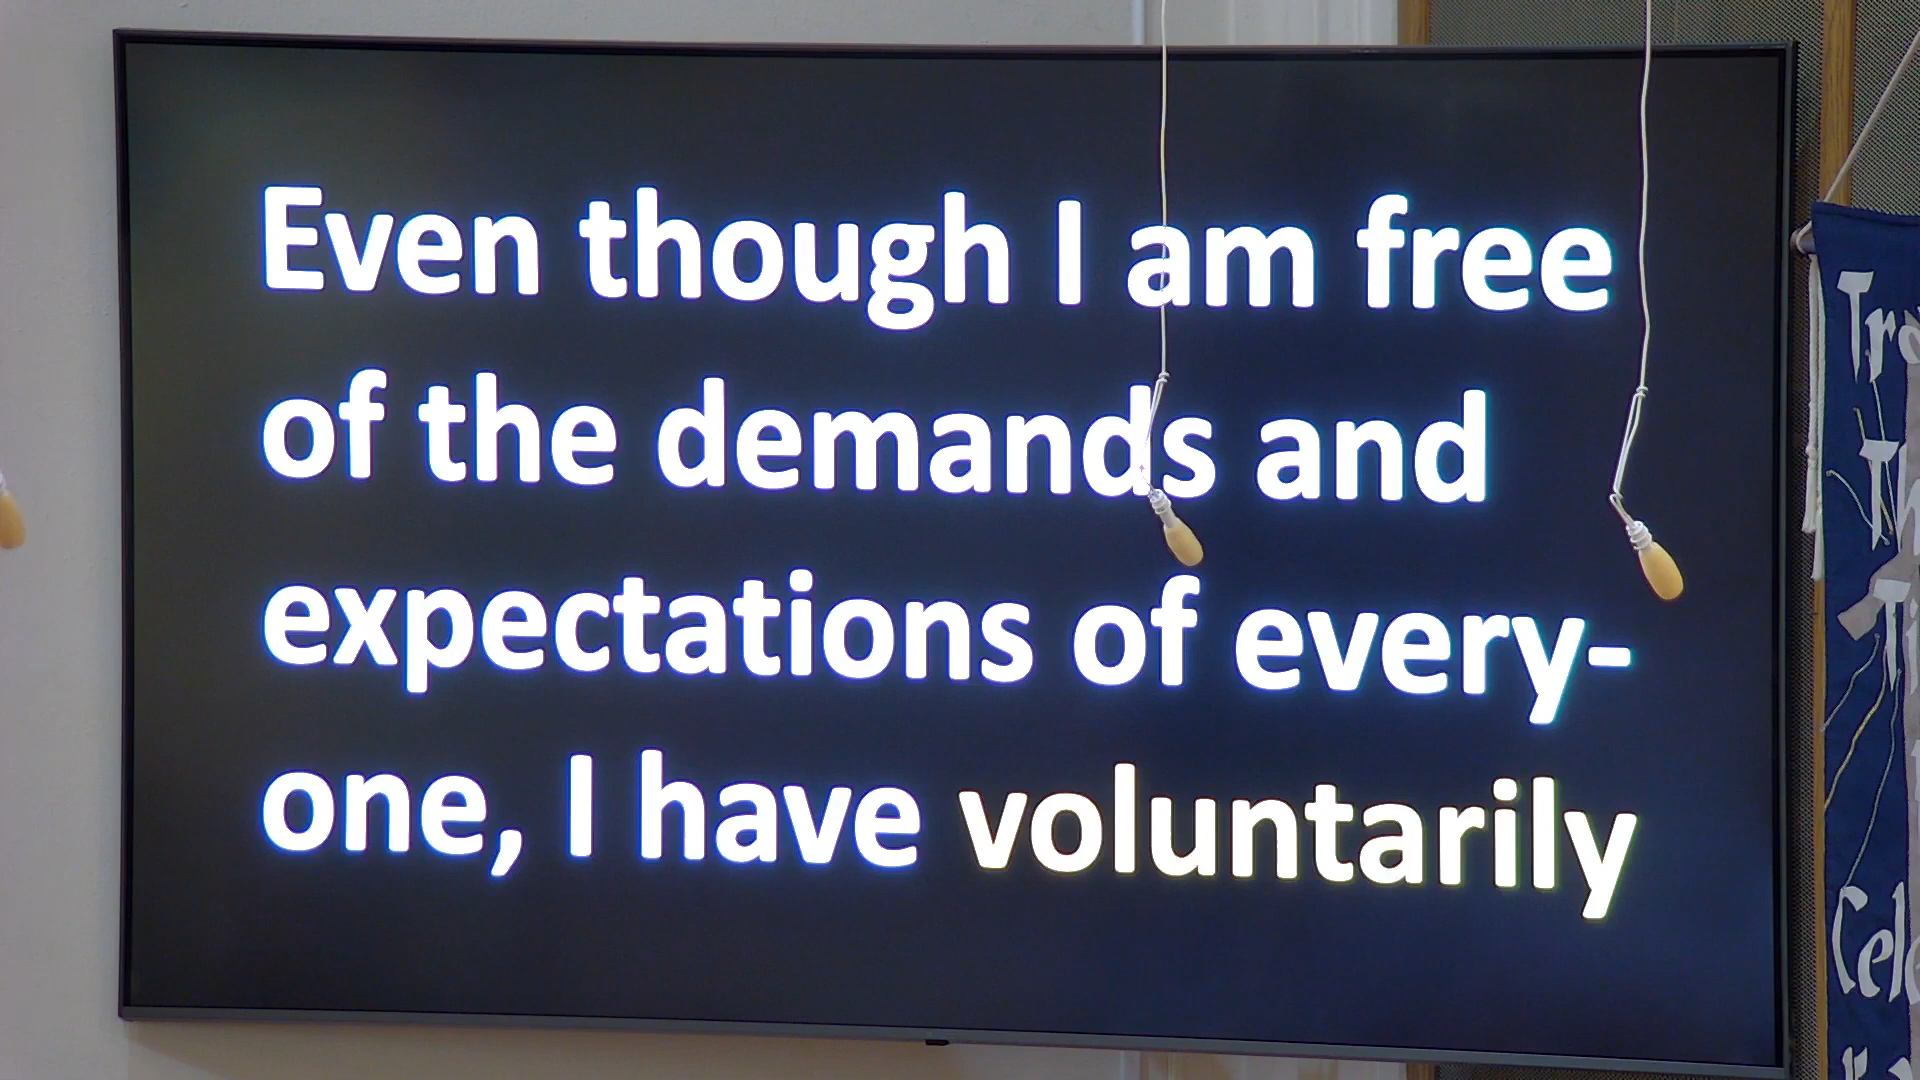 Even though I am free
of the demands and
expectations of every-
one, I have voluntarily